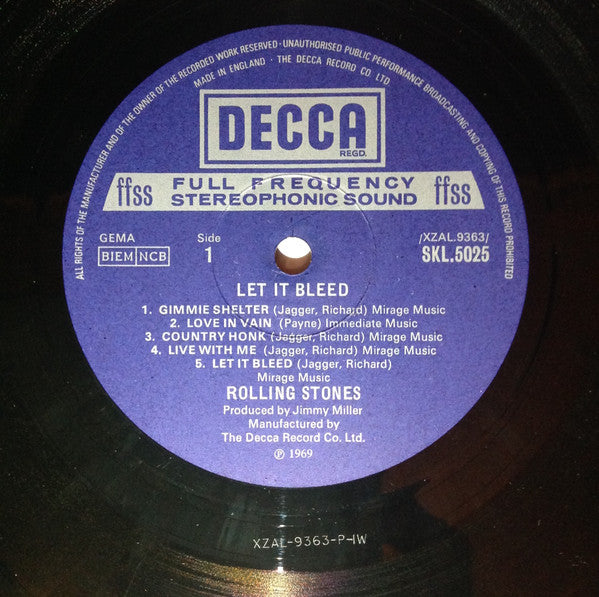 ALL RIGHTS OF THE MANUFACTURER AND OF THE OWNER OF THE RECORDED WORK RESERVED · UNAUTHORISED PUBLIC PERFORMANCE BROADCASTING AND COPYING OF THIS RECORD PROHIBITED
MADE IN ENGLAND · THE DECCA RECORD CO LTD
DECCA
REGD.
ffss FULL FREQUENCY STEREOPHONIC SOUND ffss
GEMA Side /XZAL.9363/
BIEM NCB 1 SKL.5025
LET IT BLEED
1. GIMMIE SHELTER (Jagger, Richard) Mirage Music
2. LOVE IN VAIN (Payne) Immediate Music
3. COUNTRY HONK (Jagger, Richard) Mirage Music
4. LIVE WITH ME (Jagger, Richard) Mirage Music
5. LET IT BLEED (Jagger, Richard)
Mirage Music
ROLLING STONES
Produced by Jimmy Miller
Manufactured by
The Decca Record Co. Ltd.
℗ 1969
XZAL-9363-P-1W